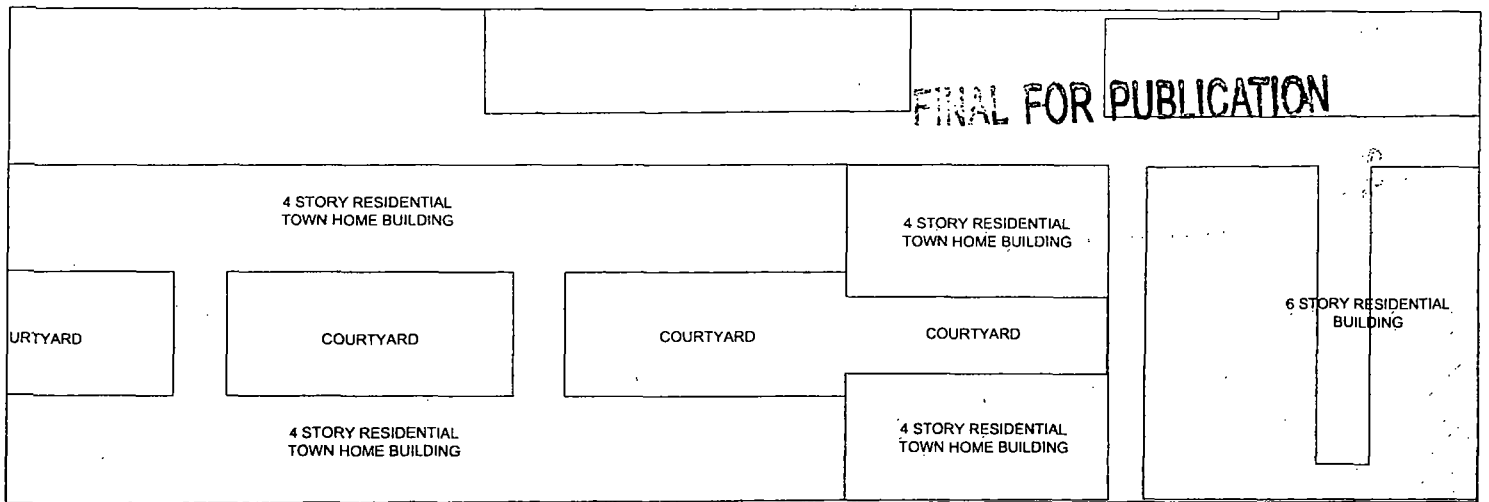 FINAL FOR PUBLICATION
4 STORY RESIDENTIAL
TOWN HOME BUILDING
4 STORY RESIDENTIAL
TOWN HOME BUILDING
6 STORY RESIDENTIAL
BUILDING
URTYARD
COURTYARD
COURTYARD
COURTYARD
4 STORY RESIDENTIAL
TOWN HOME BUILDING
4 STORY RESIDENTIAL
TOWN HOME BUILDING